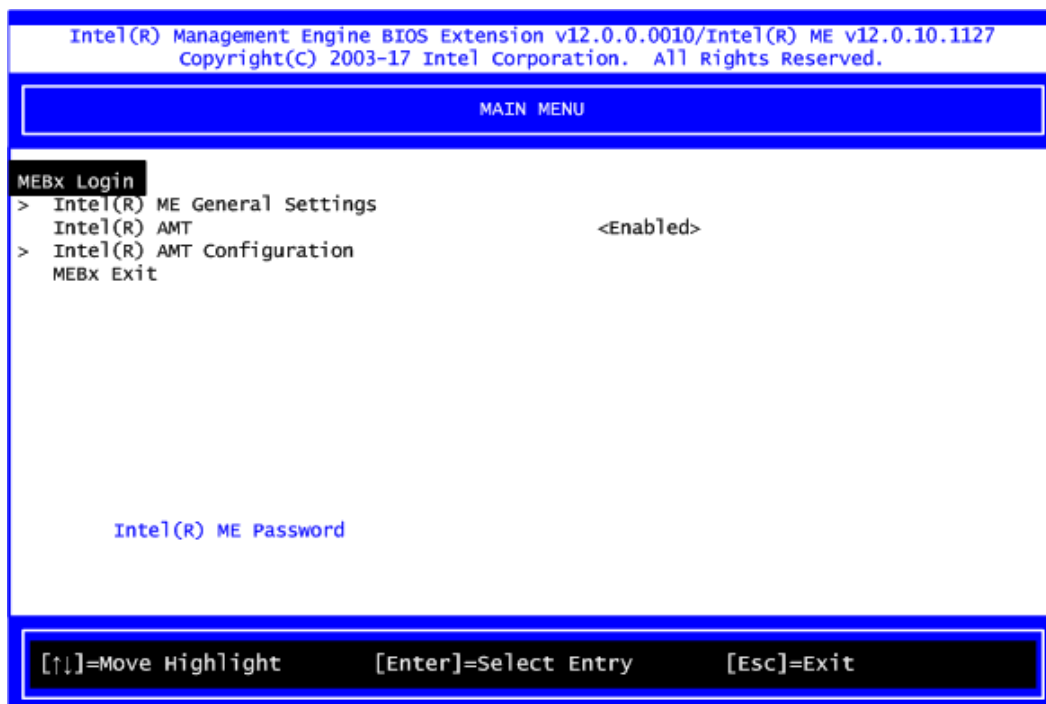 Intel(R) Management Engine BIOS Extension v12.0.0.0010/Intel(R) ME v12.0.10.1127
Copyright(C) 2003-17 Intel Corporation. All Rights Reserved.
MAIN MENU
MEBx Login
> Intel(R) ME General Settings
Intel(R) AMT <Enabled>
> Intel(R) AMT Configuration
MEBx Exit
Intel(R) ME Password
[↑↓]=Move Highlight [Enter]=Select Entry [Esc]=Exit